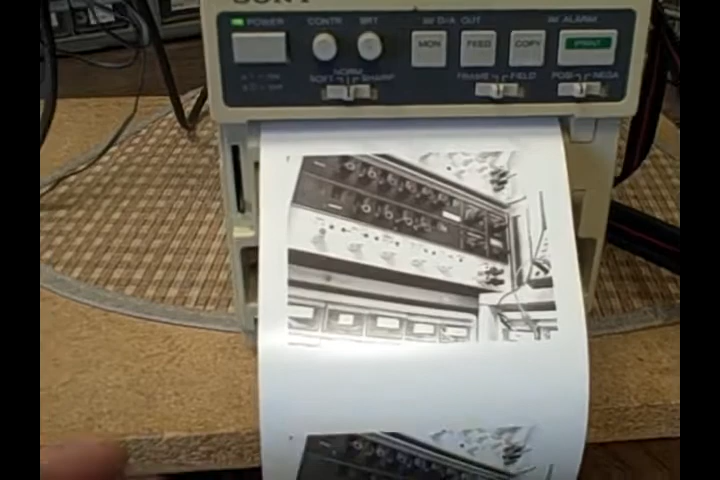 SONY
POWER CONTR BRT D/A OUT ALARM
MON FEED COPY PRINT
NORM
SOFT SHARP FRAME FIELD POSI NEGA